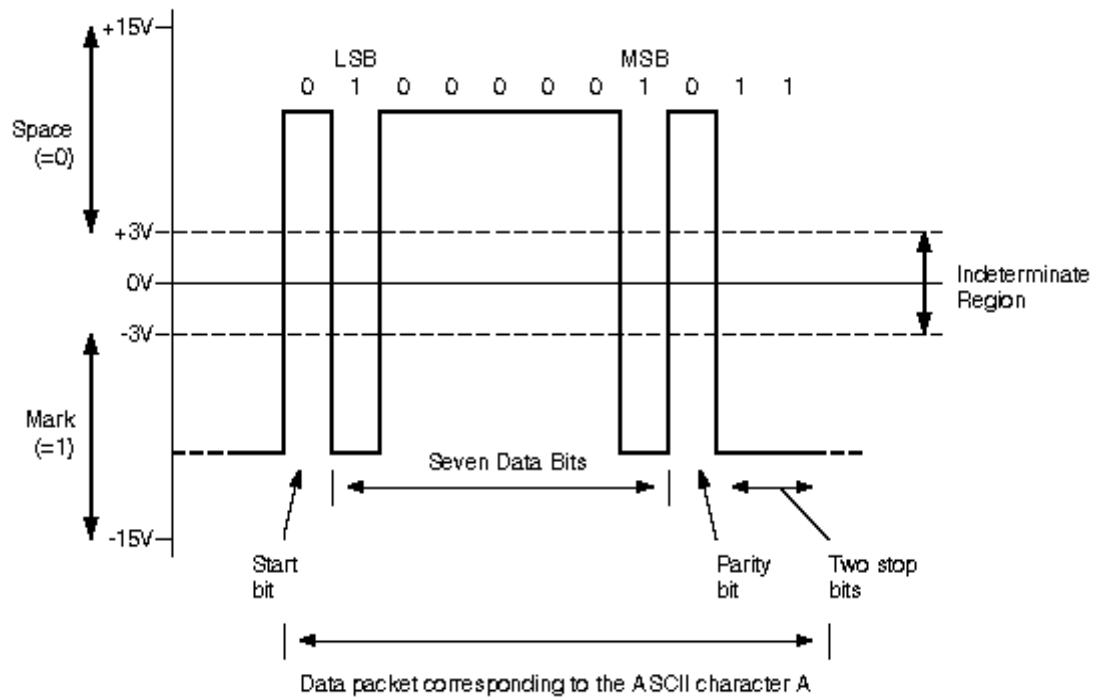 +15V
LSB MSB
0 1 0 0 0 0 0 1 0 1 1
Space
(=0)
+3V
0V
Indeterminate
Region
-3V
Mark
(=1)
Seven Data Bits
-15V
Start
bit
Parity
bit
Two stop
bits
Data packet corresponding to the ASCII character A